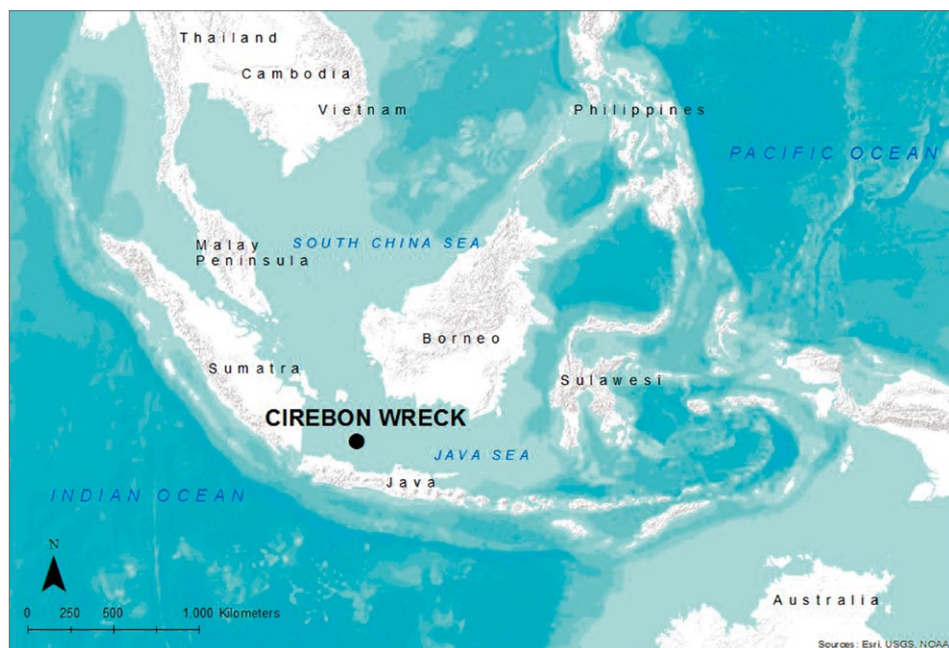 Thailand
Cambodia
Vietnam
Philippines
PACIFIC OCEAN
Malay
Peninsula
SOUTH CHINA SEA
Borneo
Sumatra
Sulawesi
CIREBON WRECK
JAVA SEA
Java
INDIAN OCEAN
N
0 250 500 1,000 Kilometers
Australia
Sources: Esri, USGS, NOAA